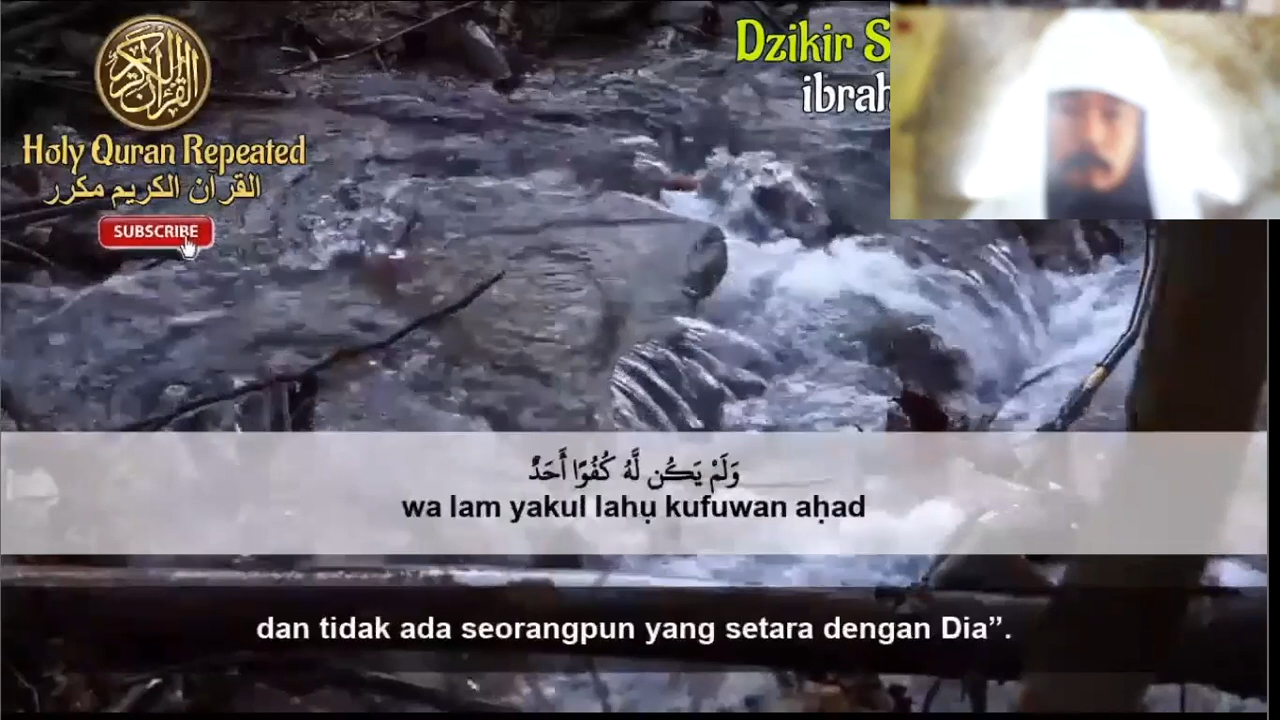 Dzikir S
ibrah
Holy Quran Repeated
القرآن الكريم مكرر
SUBSCRIBE
وَلَمْ يَكُن لَّهُ كُفُوًا أَحَدٌ
wa lam yakul lahụ kufuwan aḥad
dan tidak ada seorangpun yang setara dengan Dia”.